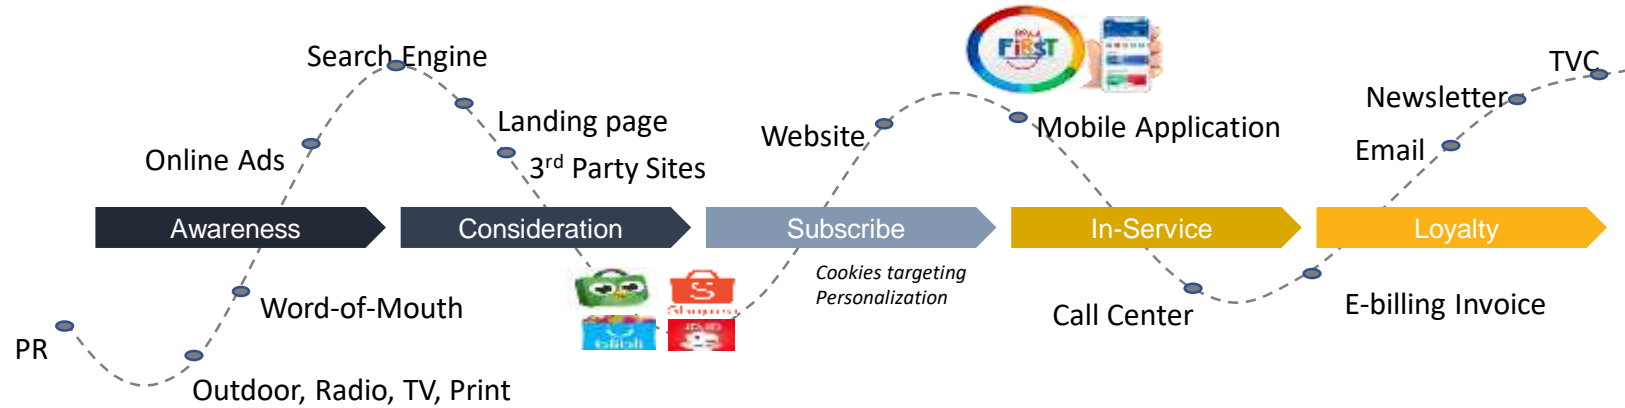 Search Engine
Online Ads
Landing page
3rd Party Sites
Website
FiRST
Mobile Application
TVC
Newsletter
Email
Awareness
Consideration
Subscribe
In-Service
Loyalty
Cookies targeting
Personalization
PR
Word-of-Mouth
Outdoor, Radio, TV, Print
S
Call Center
E-billing Invoice